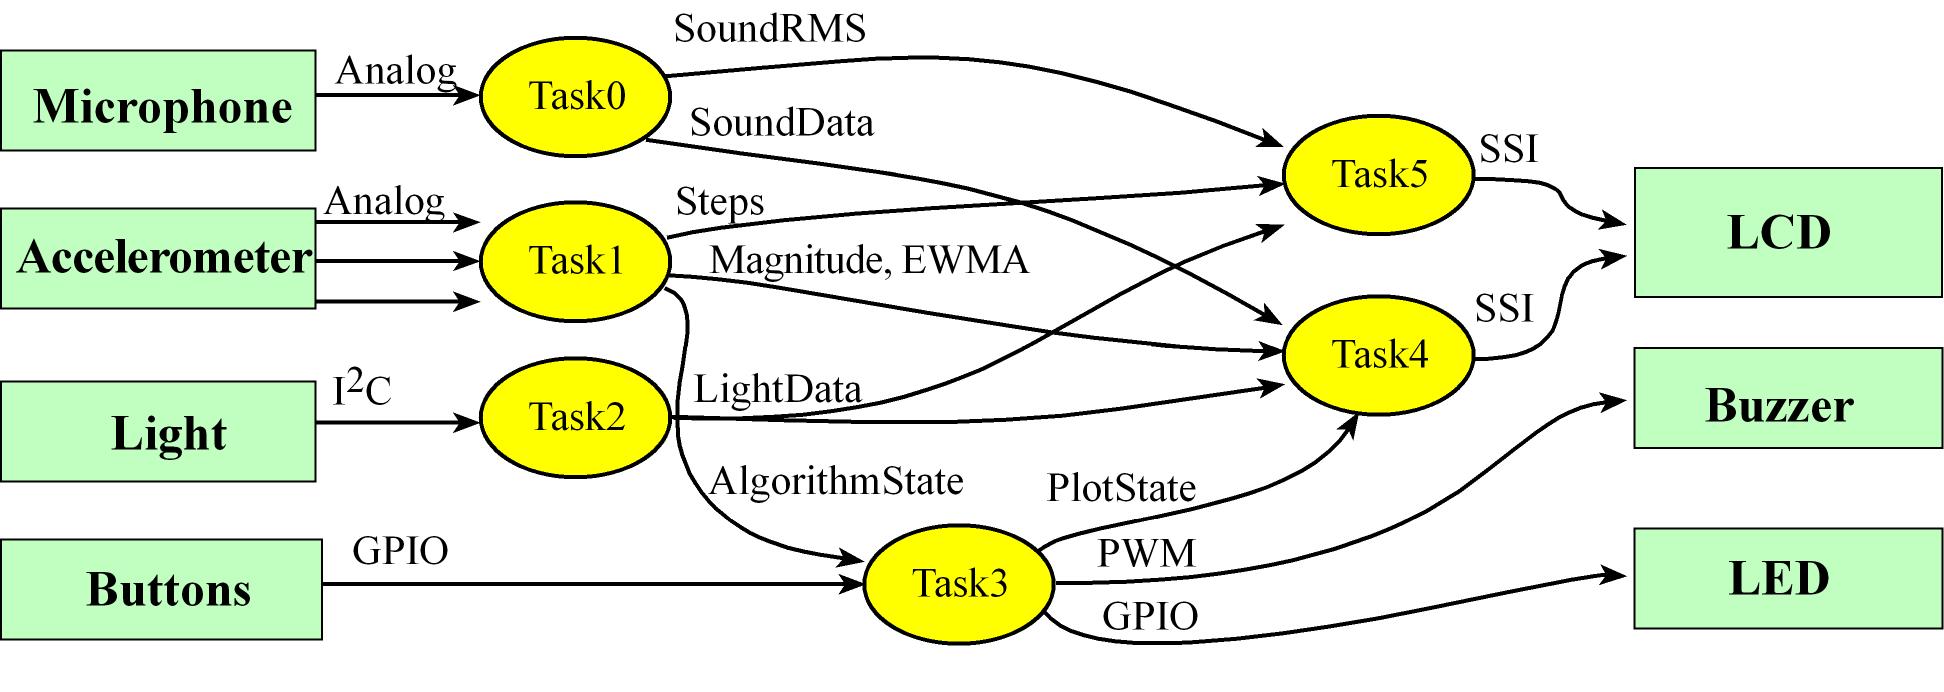 SoundRMS
Microphone
Analog
Task0
SoundData
Task5
SSI
Accelerometer
Analog
Task1
Steps
Magnitude, EWMA
LCD
Light
I²C
Task2
LightData
Task4
SSI
Buzzer
AlgorithmState
PlotState
Buttons
GPIO
Task3
PWM
GPIO
LED